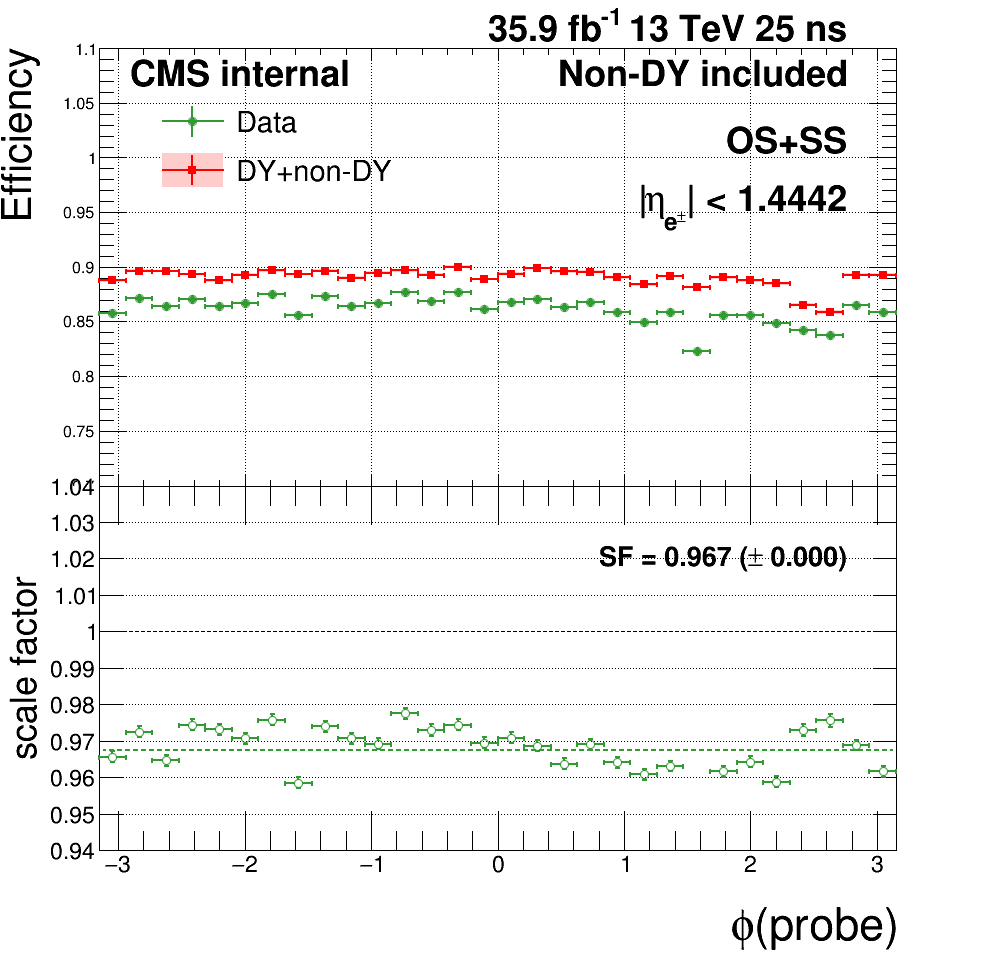 35.9 fb⁻¹ 13 TeV 25 ns
Efficiency
1.1
1.05
1
0.95
0.9
0.85
0.8
0.75
CMS internal
Data
DY+non-DY
Non-DY included
OS+SS
|ηe±| < 1.4442
scale factor
1.04
1.03
1.02
1.01
1
0.99
0.98
0.97
0.96
0.95
0.94
SF = 0.967 (± 0.000)
−3 −2 −1 0 1 2 3
ϕ(probe)